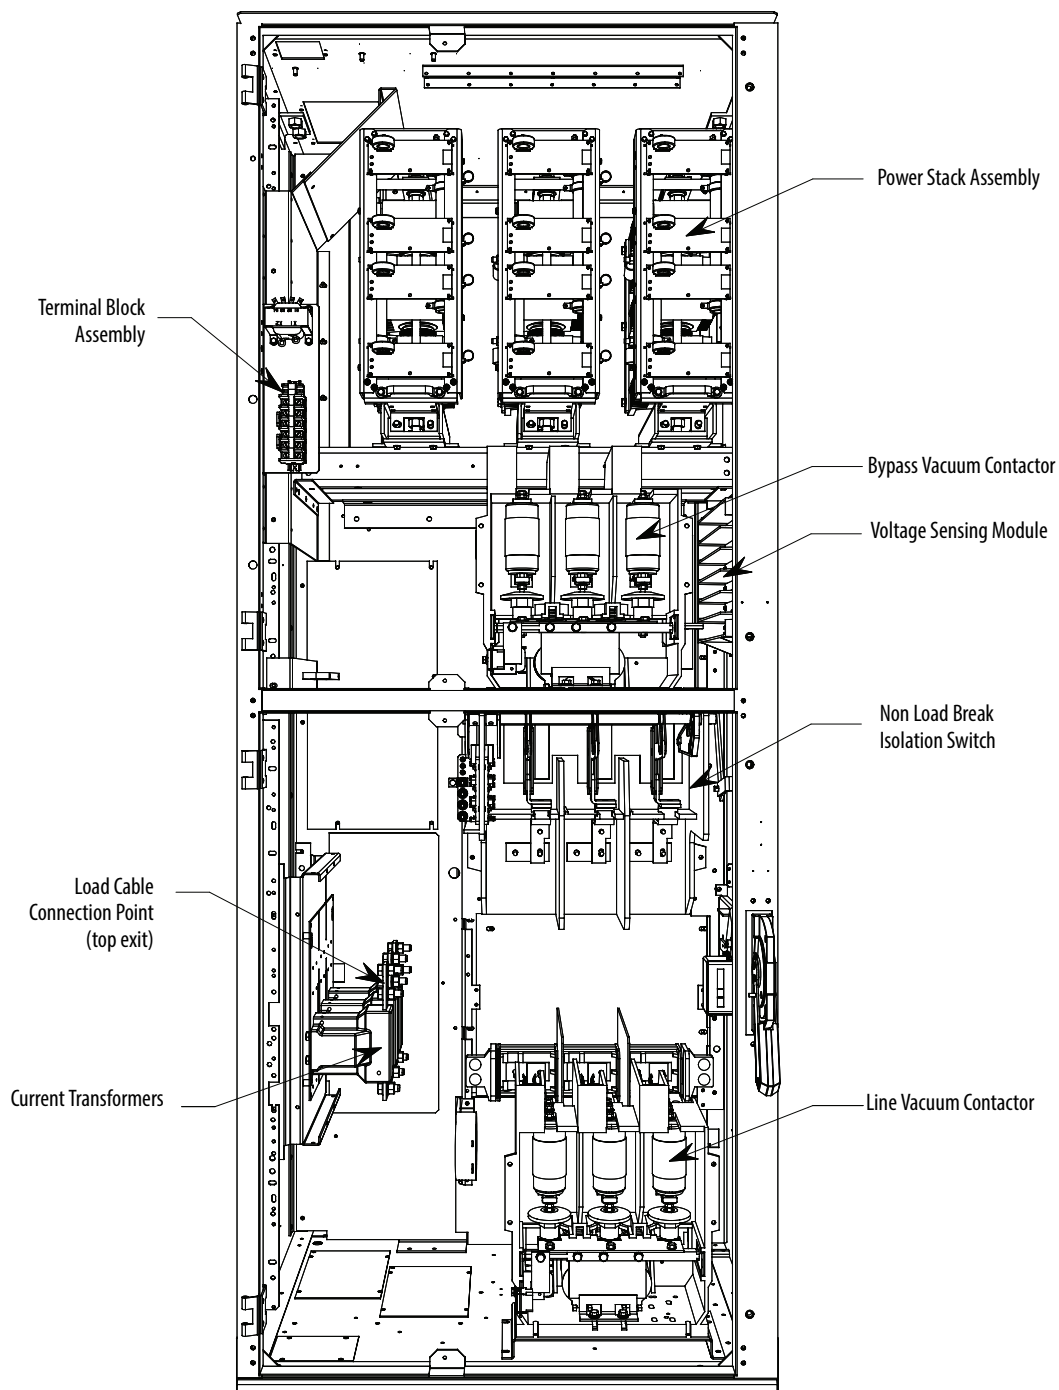 Power Stack Assembly
Terminal Block
Assembly
Bypass Vacuum Contactor
Voltage Sensing Module
Non Load Break
Isolation Switch
Load Cable
Connection Point
(top exit)
Current Transformers
Line Vacuum Contactor